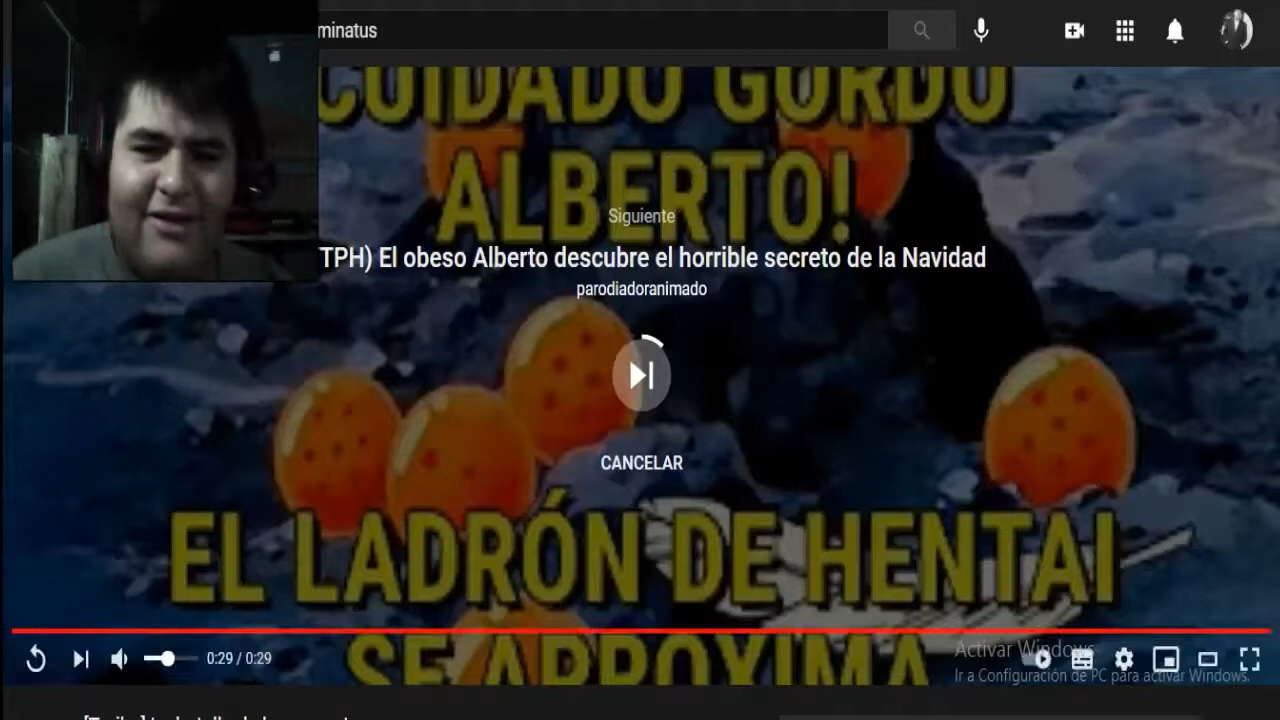 minatus
¡CUIDADO GORDO
ALBERTO!
Siguiente
TPH) El obeso Alberto descubre el horrible secreto de la Navidad
parodiadoranimado
CANCELAR
EL LADRÓN DE HENTAI
SE APROXIMA
0:29 / 0:29
Activar Windows
Ir a Configuración de PC para activar Windows.